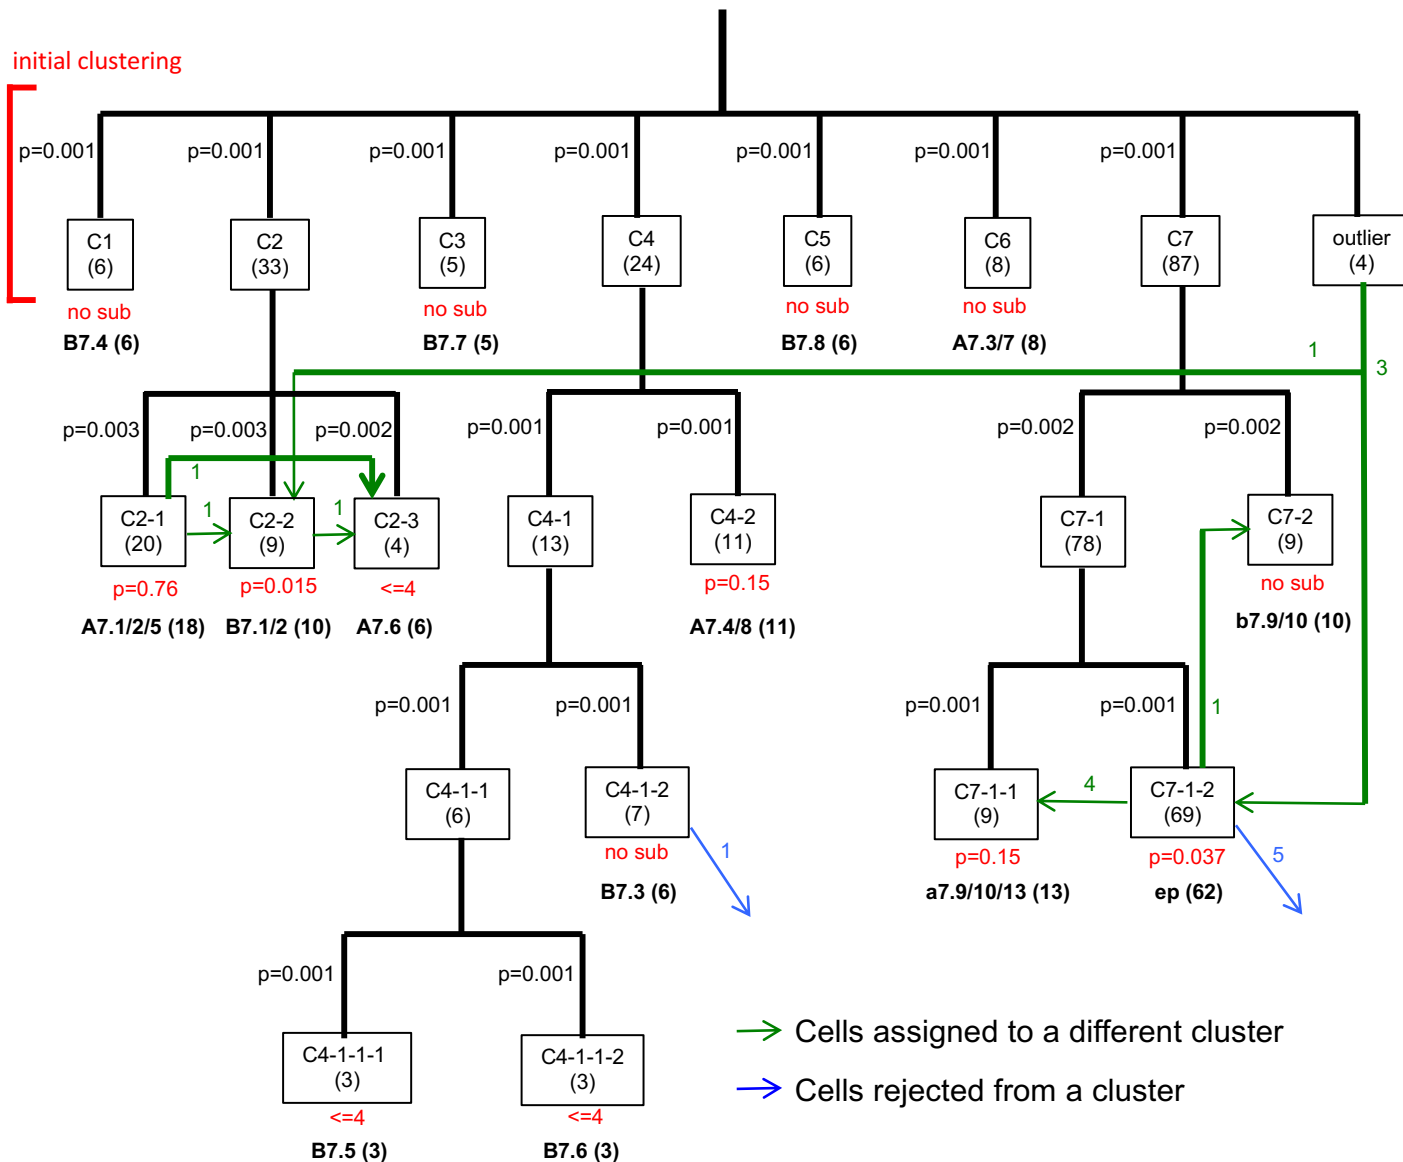 initial clustering
p=0.001
p=0.001
p=0.001
p=0.001
p=0.001
p=0.001
p=0.001
C1
(6)
C2
(33)
C3
(5)
C4
(24)
C5
(6)
C6
(8)
C7
(87)
outlier
(4)
no sub
B7.4 (6)
no sub
B7.7 (5)
no sub
B7.8 (6)
no sub
A7.3/7 (8)
1
3
p=0.003
p=0.003
p=0.002
p=0.001
p=0.001
p=0.002
p=0.002
1
1
1
C2-1
(20)
C2-2
(9)
C2-3
(4)
C4-1
(13)
C4-2
(11)
C7-1
(78)
C7-2
(9)
p=0.76
A7.1/2/5 (18)
p=0.015
B7.1/2 (10)
<=4
A7.6 (6)
p=0.15
A7.4/8 (11)
no sub
b7.9/10 (10)
p=0.001
p=0.001
p=0.001
p=0.001
1
C4-1-1
(6)
C4-1-2
(7)
C7-1-1
(9)
4
C7-1-2
(69)
no sub
B7.3 (6)
1
p=0.15
a7.9/10/13 (13)
p=0.037
ep (62)
5
p=0.001
p=0.001
C4-1-1-1
(3)
C4-1-1-2
(3)
<=4
B7.5 (3)
<=4
B7.6 (3)
Cells assigned to a different cluster
Cells rejected from a cluster